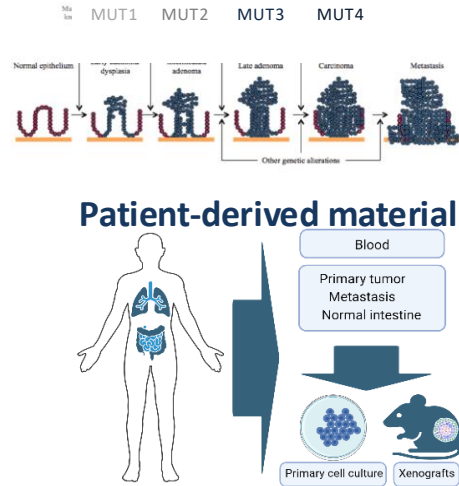 MUT1 MUT2 MUT3 MUT4
Normal epithelium
dysplasia
adenoma
Late adenoma
Carcinoma
Metastasis
Other genetic alterations
Patient-derived material
Blood
Primary tumor
Metastasis
Normal intestine
Primary cell culture
Xenografts